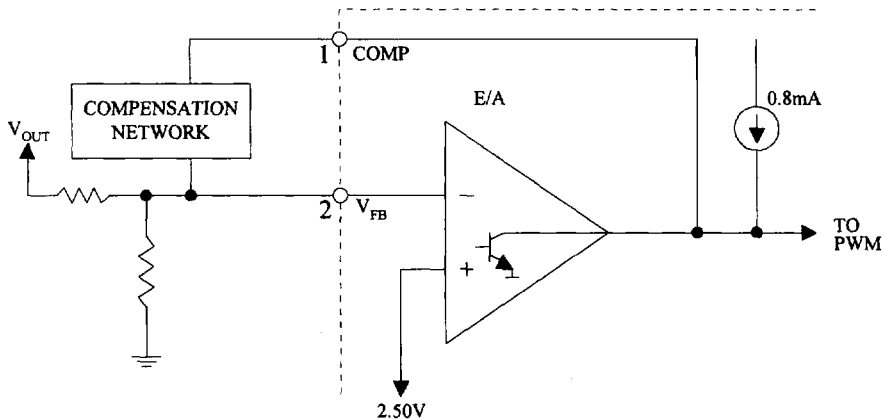 1 COMP
E/A
0.8mA
COMPENSATION
NETWORK
VOUT
2 VFB
−
+
TO
PWM
2.50V